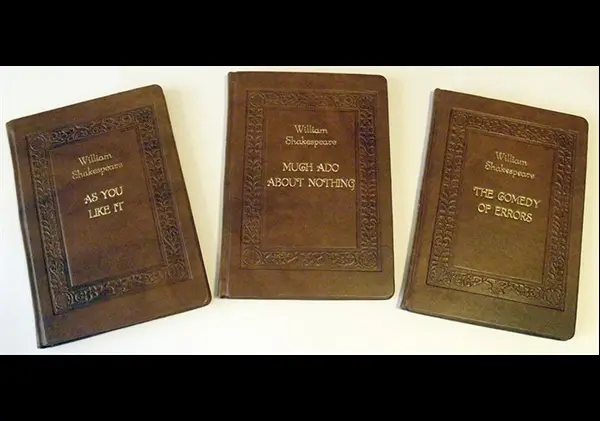 William
Shakespeare
AS YOU
LIKE IT
William
Shakespeare
MUCH ADO
ABOUT NOTHING
William
Shakespeare
THE COMEDY
OF ERRORS